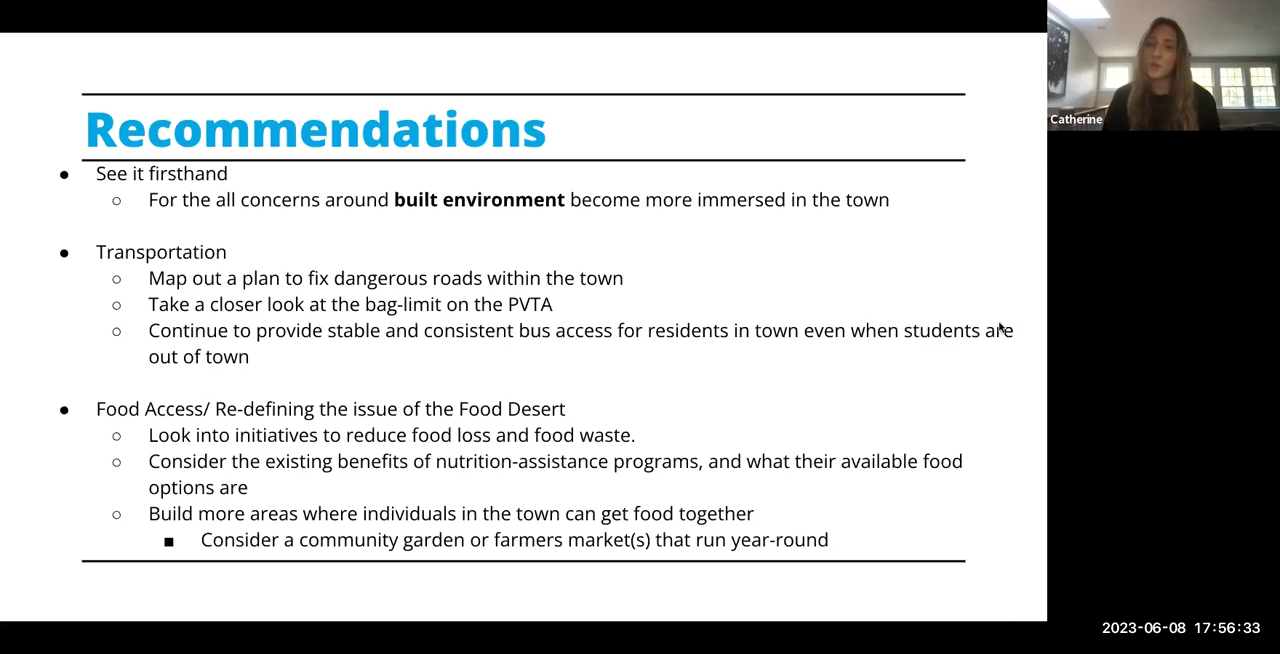 Recommendations
● See it firsthand
○ For the all concerns around built environment become more immersed in the town
● Transportation
○ Map out a plan to fix dangerous roads within the town
○ Take a closer look at the bag-limit on the PVTA
○ Continue to provide stable and consistent bus access for residents in town even when students are
out of town
● Food Access/ Re-defining the issue of the Food Desert
○ Look into initiatives to reduce food loss and food waste.
○ Consider the existing benefits of nutrition-assistance programs, and what their available food
options are
○ Build more areas where individuals in the town can get food together
■ Consider a community garden or farmers market(s) that run year-round
Catherine
2023-06-08 17:56:33